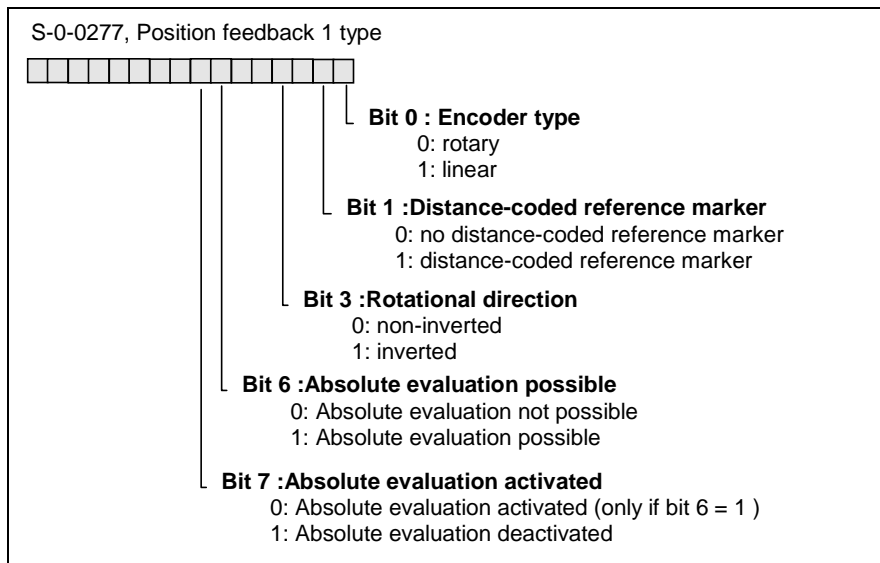 S-0-0277, Position feedback 1 type
Bit 0 : Encoder type
0: rotary
1: linear
Bit 1 :Distance-coded reference marker
0: no distance-coded reference marker
1: distance-coded reference marker
Bit 3 :Rotational direction
0: non-inverted
1: inverted
Bit 6 :Absolute evaluation possible
0: Absolute evaluation not possible
1: Absolute evaluation possible
Bit 7 :Absolute evaluation activated
0: Absolute evaluation activated (only if bit 6 = 1 )
1: Absolute evaluation deactivated